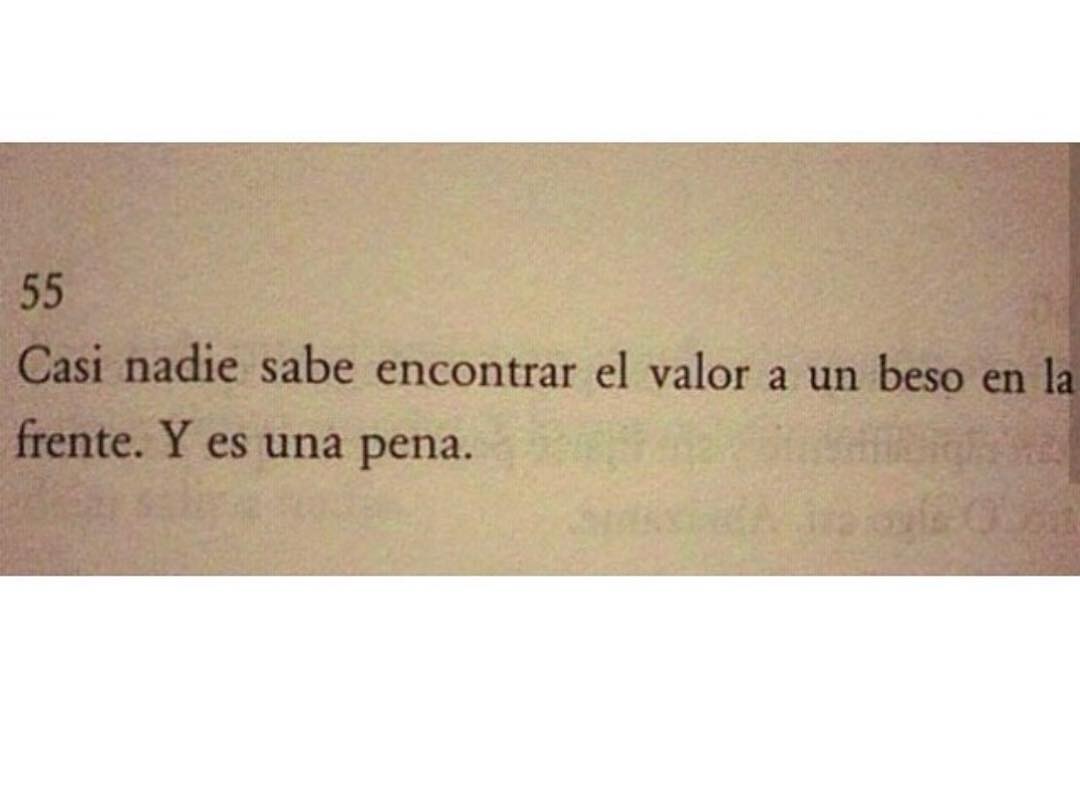 55
Casi nadie sabe encontrar el valor a un beso en la
frente. Y es una pena.